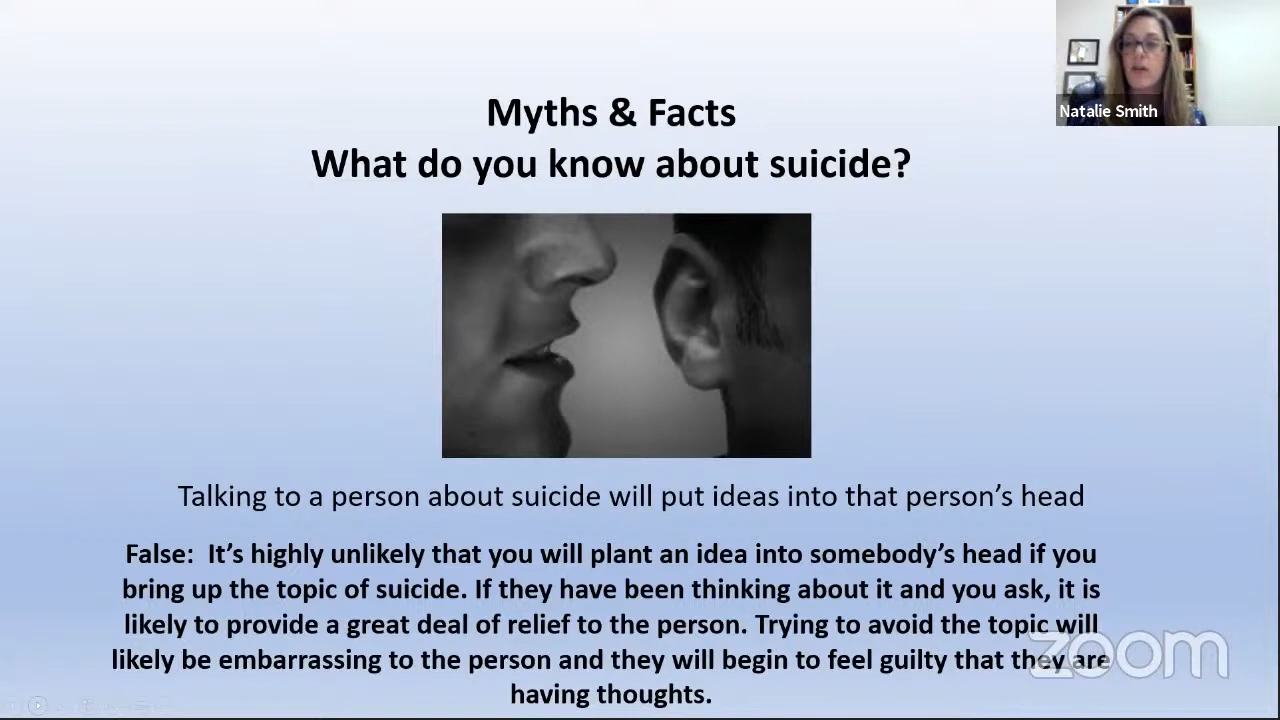 Natalie Smith
Myths & Facts
What do you know about suicide?
Talking to a person about suicide will put ideas into that person’s head
False:  It’s highly unlikely that you will plant an idea into somebody’s head if you
bring up the topic of suicide. If they have been thinking about it and you ask, it is
likely to provide a great deal of relief to the person. Trying to avoid the topic will
likely be embarrassing to the person and they will begin to feel guilty that they are
having thoughts.
zoom